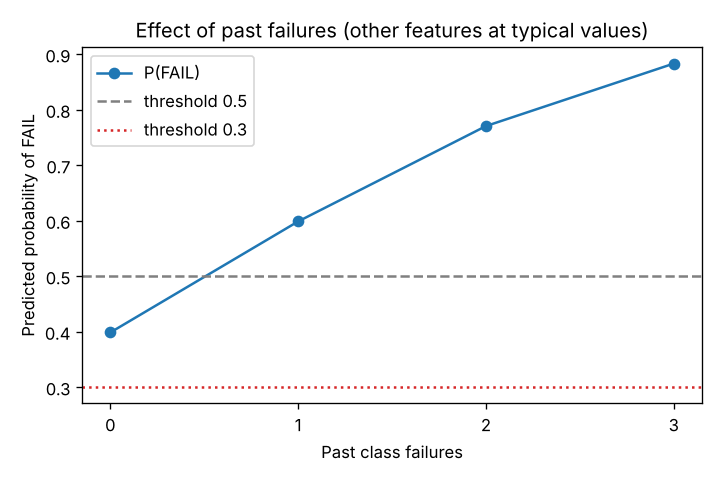 Effect of past failures (other features at typical values)
P(FAIL)
threshold 0.5
threshold 0.3
Predicted probability of FAIL
0.9
0.8
0.7
0.6
0.5
0.4
0.3
0 1 2 3
Past class failures